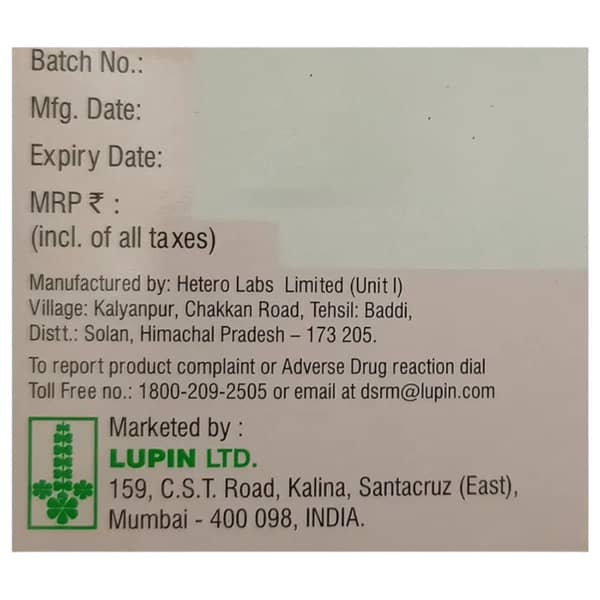 Batch No.:
Mfg. Date:
Expiry Date:
MRP ₹ :
(incl. of all taxes)
Manufactured by: Hetero Labs Limited (Unit I)
Village: Kalyanpur, Chakkan Road, Tehsil: Baddi,
Distt.: Solan, Himachal Pradesh – 173 205.
To report product complaint or Adverse Drug reaction dial
Toll Free no.: 1800-209-2505 or email at dsrm@lupin.com
Marketed by :
LUPIN LTD.
159, C.S.T. Road, Kalina, Santacruz (East),
Mumbai - 400 098, INDIA.